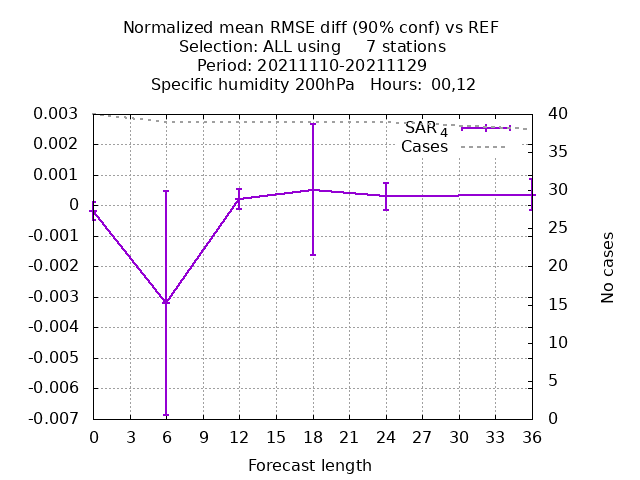 Normalized mean RMSE diff (90% conf) vs REF
Selection: ALL using     7 stations
Period: 20211110-20211129
Specific humidity 200hPa   Hours:  00,12
0.003
0.002
0.001
0
-0.001
-0.002
-0.003
-0.004
-0.005
-0.006
-0.007
SAR 4
Cases
40
35
30
25
20
15
10
5
0
No cases
0 3 6 9 12 15 18 21 24 27 30 33 36
Forecast length